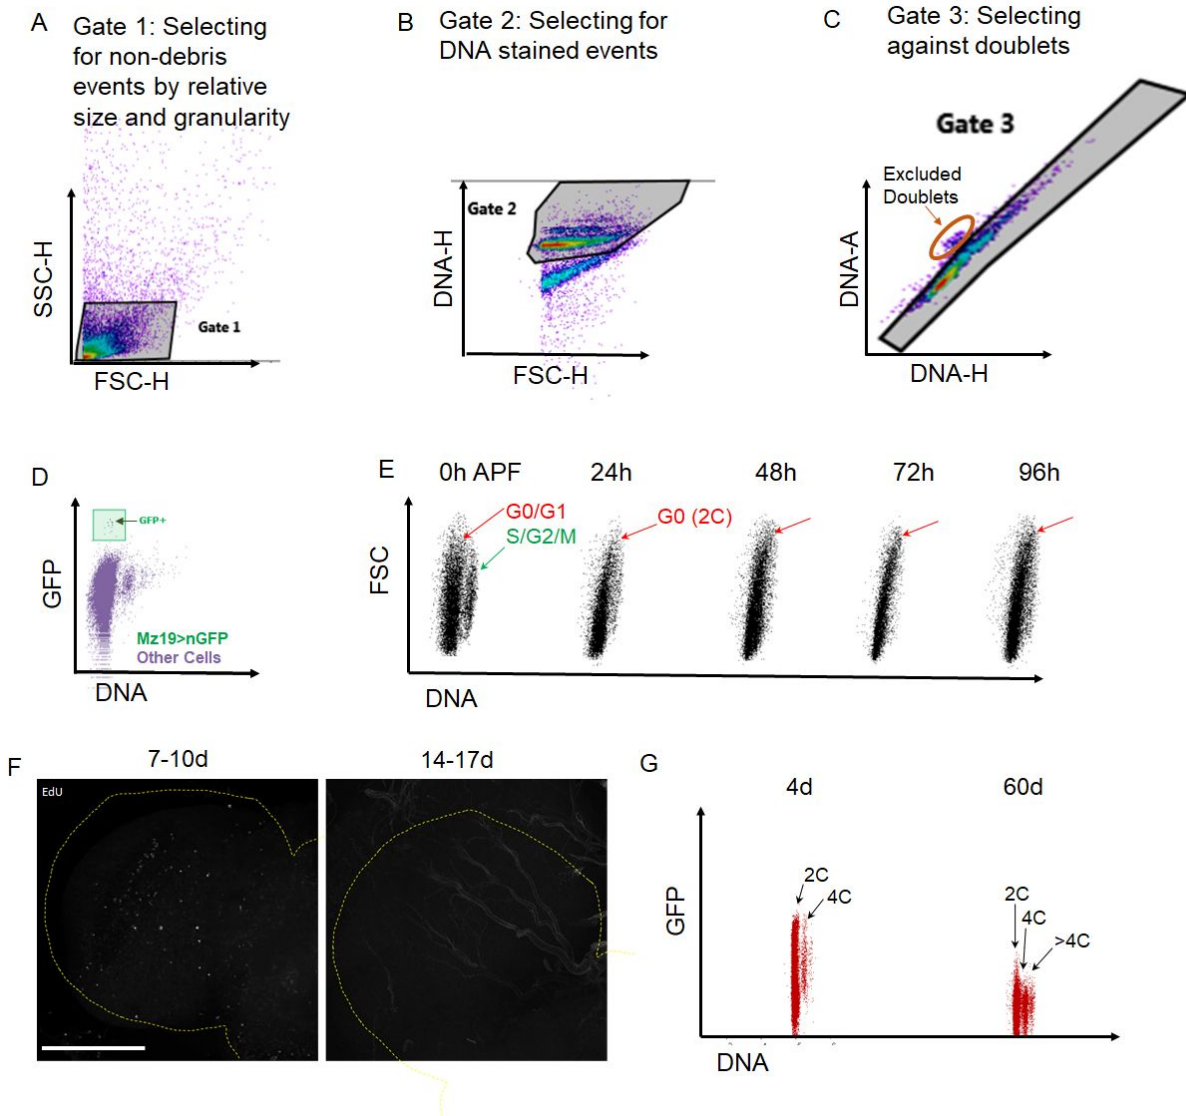 A
Gate 1: Selecting
for non-debris
events by relative
size and granularity
SSC-H
Gate 1
FSC-H
B
Gate 2: Selecting for
DNA stained events
Gate 2
DNA-H
FSC-H
C
Gate 3: Selecting
against doublets
Gate 3
Excluded
Doublets
DNA-A
DNA-H
D
GFP+
GFP
Mz19>nGFP
Other Cells
DNA
E
0h APF
24h
48h
72h
96h
G0/G1
S/G2/M
G0 (2C)
FSC
DNA
F
7-10d
14-17d
EdU
G
4d
60d
2C
4C
2C
4C
>4C
GFP
DNA